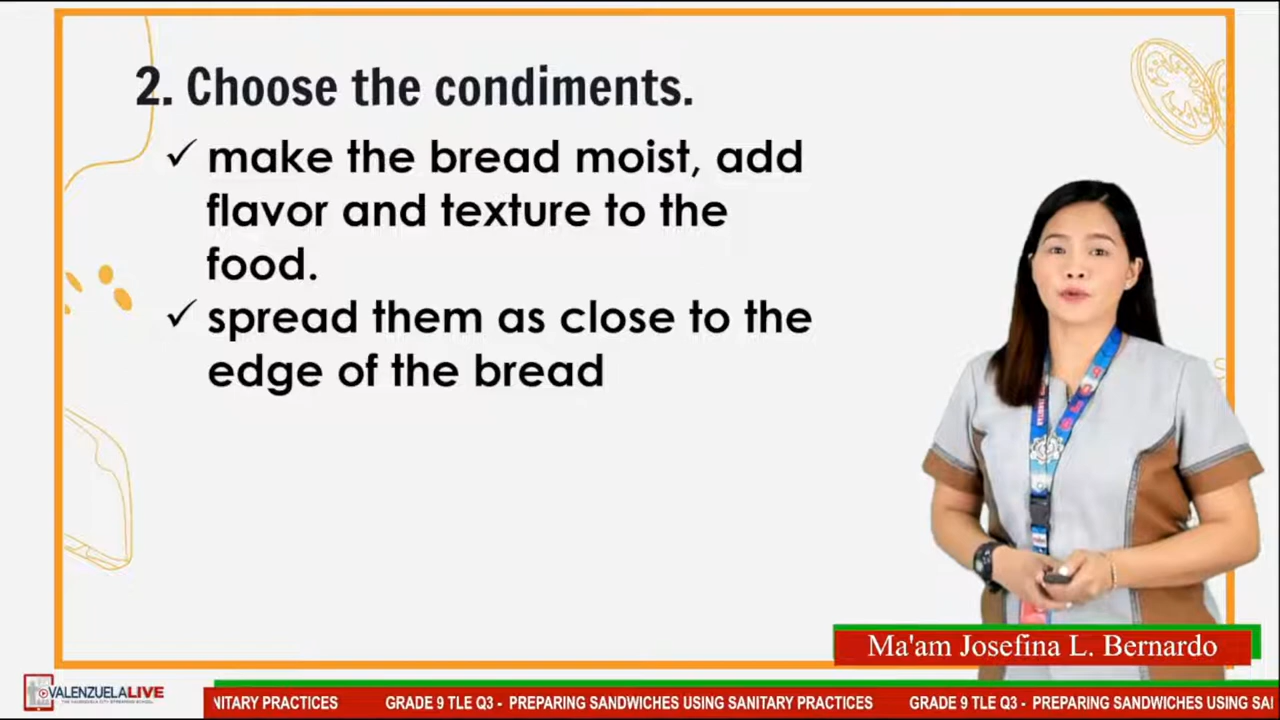 2. Choose the condiments.
✓ make the bread moist, add
flavor and texture to the
food.
✓ spread them as close to the
edge of the bread
Ma'am Josefina L. Bernardo
VALENZUELALIVE
NITARY PRACTICES GRADE 9 TLE Q3 - PREPARING SANDWICHES USING SANITARY PRACTICES GRADE 9 TLE Q3 - PREPARING SANDWICHES USING SAI